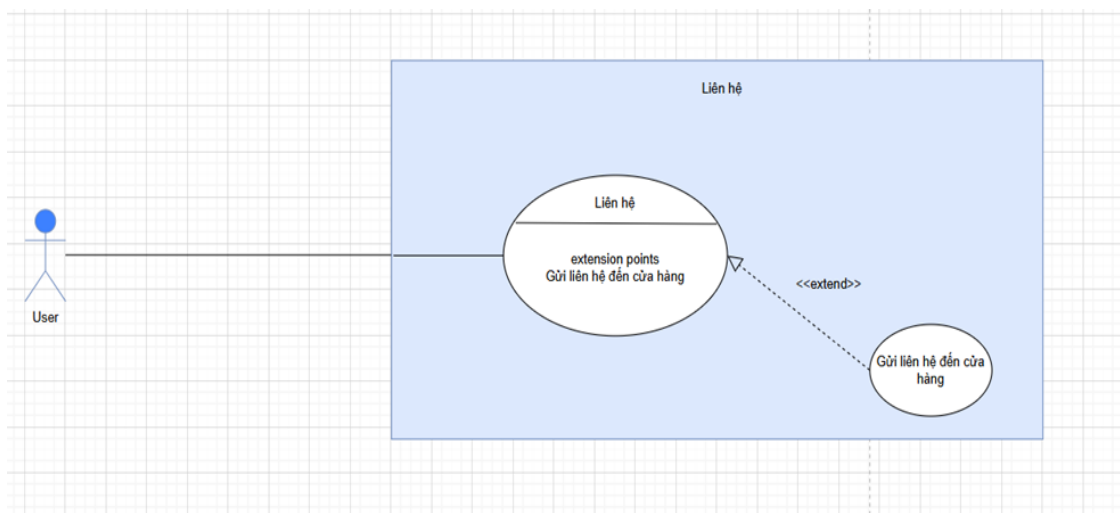 Liên hệ
Liên hệ
extension points
Gửi liên hệ đến cửa hàng
<<extend>>
User
Gửi liên hệ đến cửa
hàng